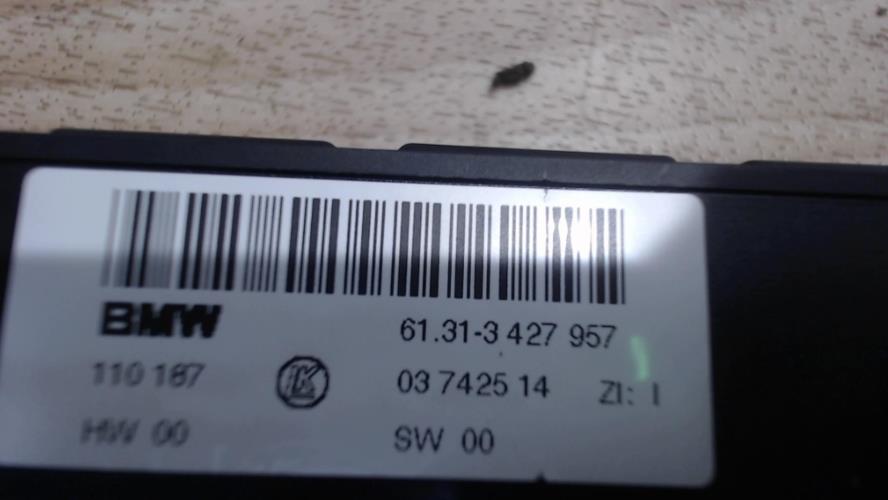 BMW 61.31-3 427 957
110 187 K 03 7425 14 ZI: I
HW 00 SW 00